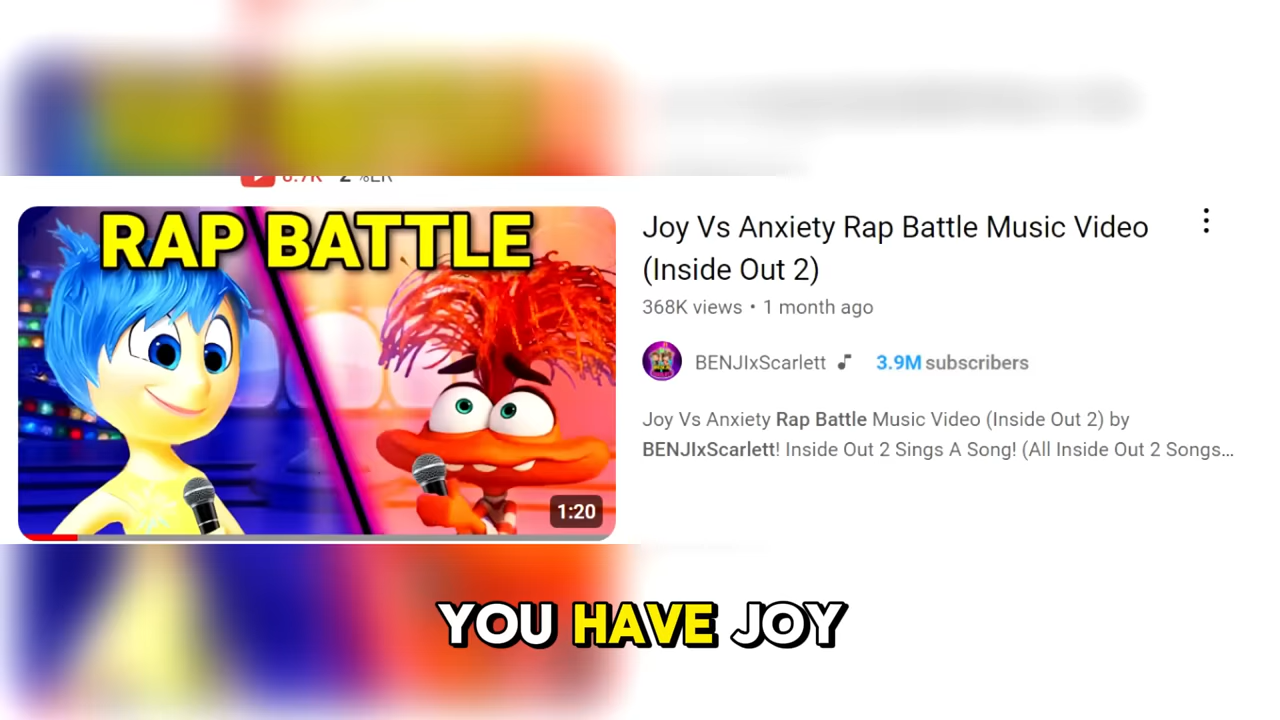 RAP BATTLE
1:20
Joy Vs Anxiety Rap Battle Music Video
(Inside Out 2)
368K views • 1 month ago
BENJIxScarlett 3.9M subscribers
Joy Vs Anxiety Rap Battle Music Video (Inside Out 2) by
BENJIxScarlett! Inside Out 2 Sings A Song! (All Inside Out 2 Songs...
YOU HAVE JOY